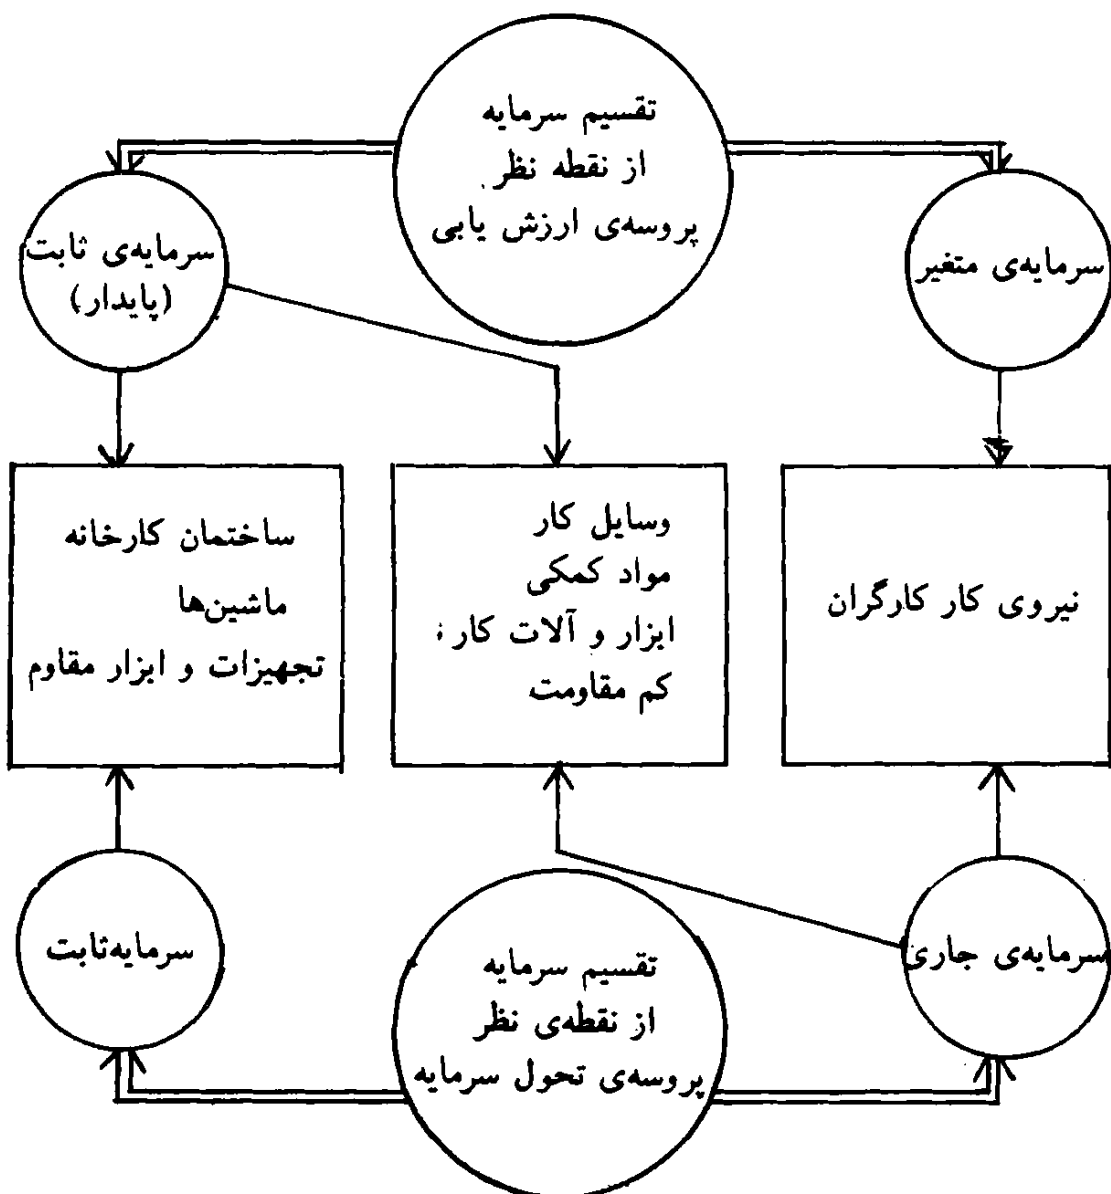 تقسیم سرمایه
از نقطه نظر
پروسه‌ی ارزش یابی
سرمایه‌ی متغیر
سرمایه‌ی ثابت
(پایدار)
نیروی کار کارگران
وسایل کار
مواد کمکی
ابزار و آلات کار
کم مقاومت
ساختمان کارخانه
ماشین‌ها
تجهیزات و ابزار مقاوم
سرمایه‌ی جاری
سرمایه‌ثابت
تقسیم سرمایه
از نقطه‌ی نظر
پروسه‌ی تحول سرمایه